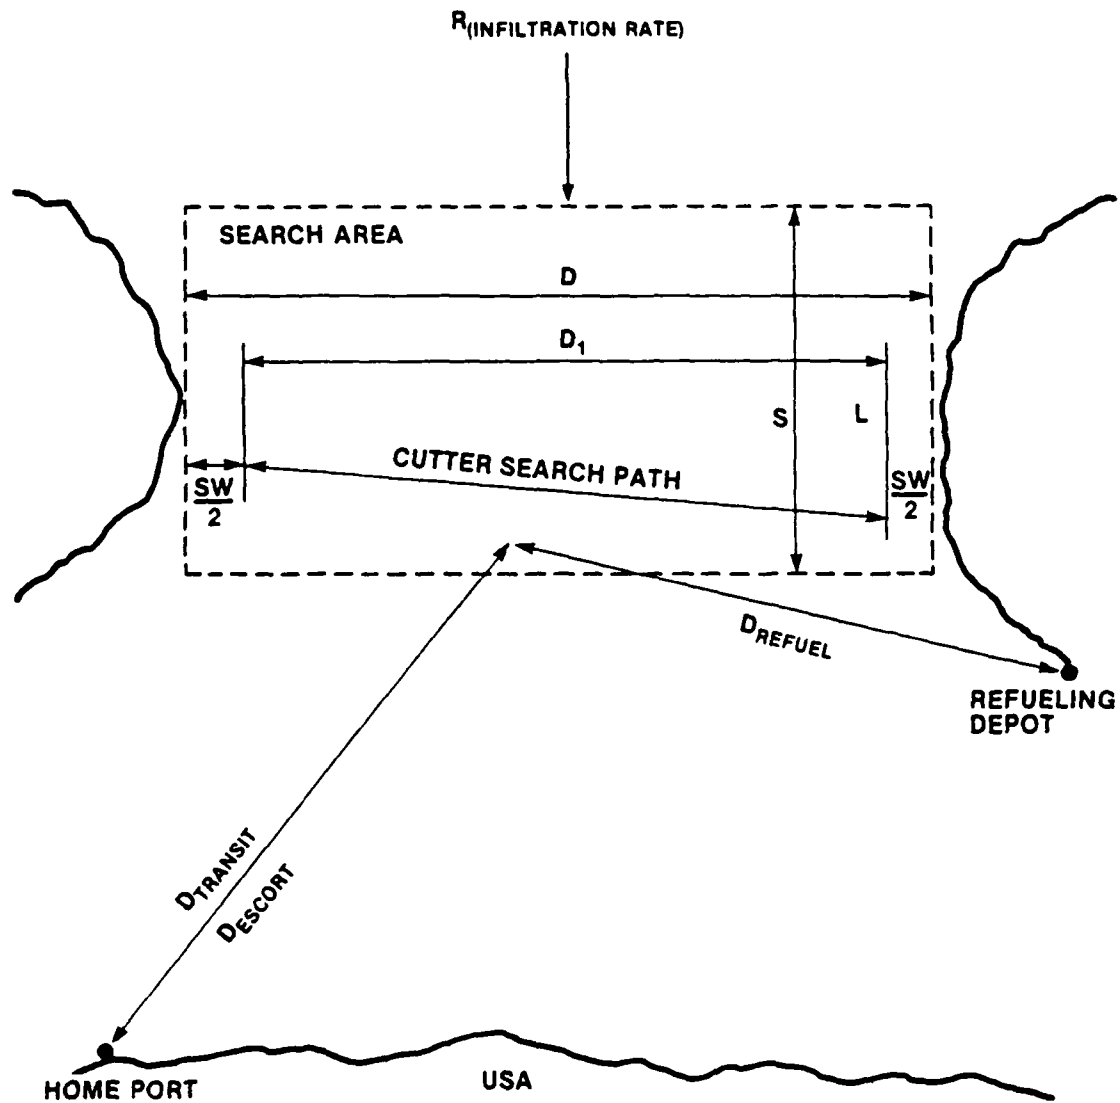 R(INFILTRATION RATE)
SEARCH AREA
D
D1
S
L
CUTTER SEARCH PATH
SW
2
SW
2
DREFUEL
REFUELING
DEPOT
DTRANSIT
DESCORT
HOME PORT
USA